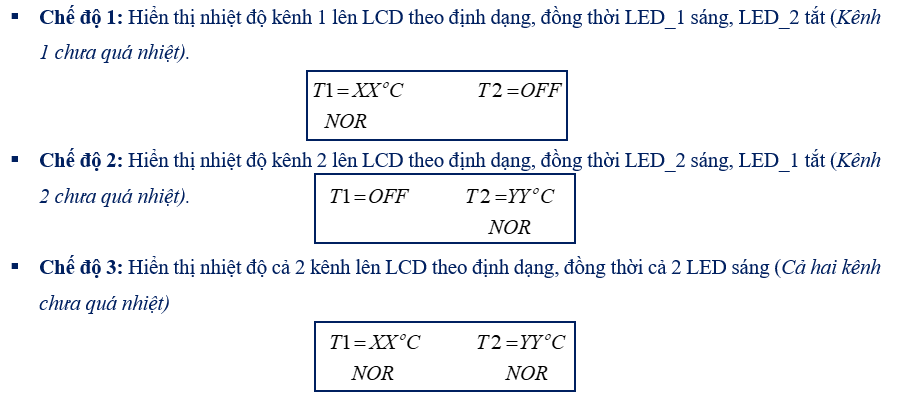 ▪ Chế độ 1: Hiển thị nhiệt độ kênh 1 lên LCD theo định dạng, đồng thời LED_1 sáng, LED_2 tắt (Kênh
1 chưa quá nhiệt).
T1=XX°C T2=OFF
NOR
▪ Chế độ 2: Hiển thị nhiệt độ kênh 2 lên LCD theo định dạng, đồng thời LED_2 sáng, LED_1 tắt (Kênh
2 chưa quá nhiệt).
T1=OFF T2=YY°C
NOR
▪ Chế độ 3: Hiển thị nhiệt độ cả 2 kênh lên LCD theo định dạng, đồng thời cả 2 LED sáng (Cả hai kênh
chưa quá nhiệt)
T1=XX°C T2=YY°C
NOR NOR